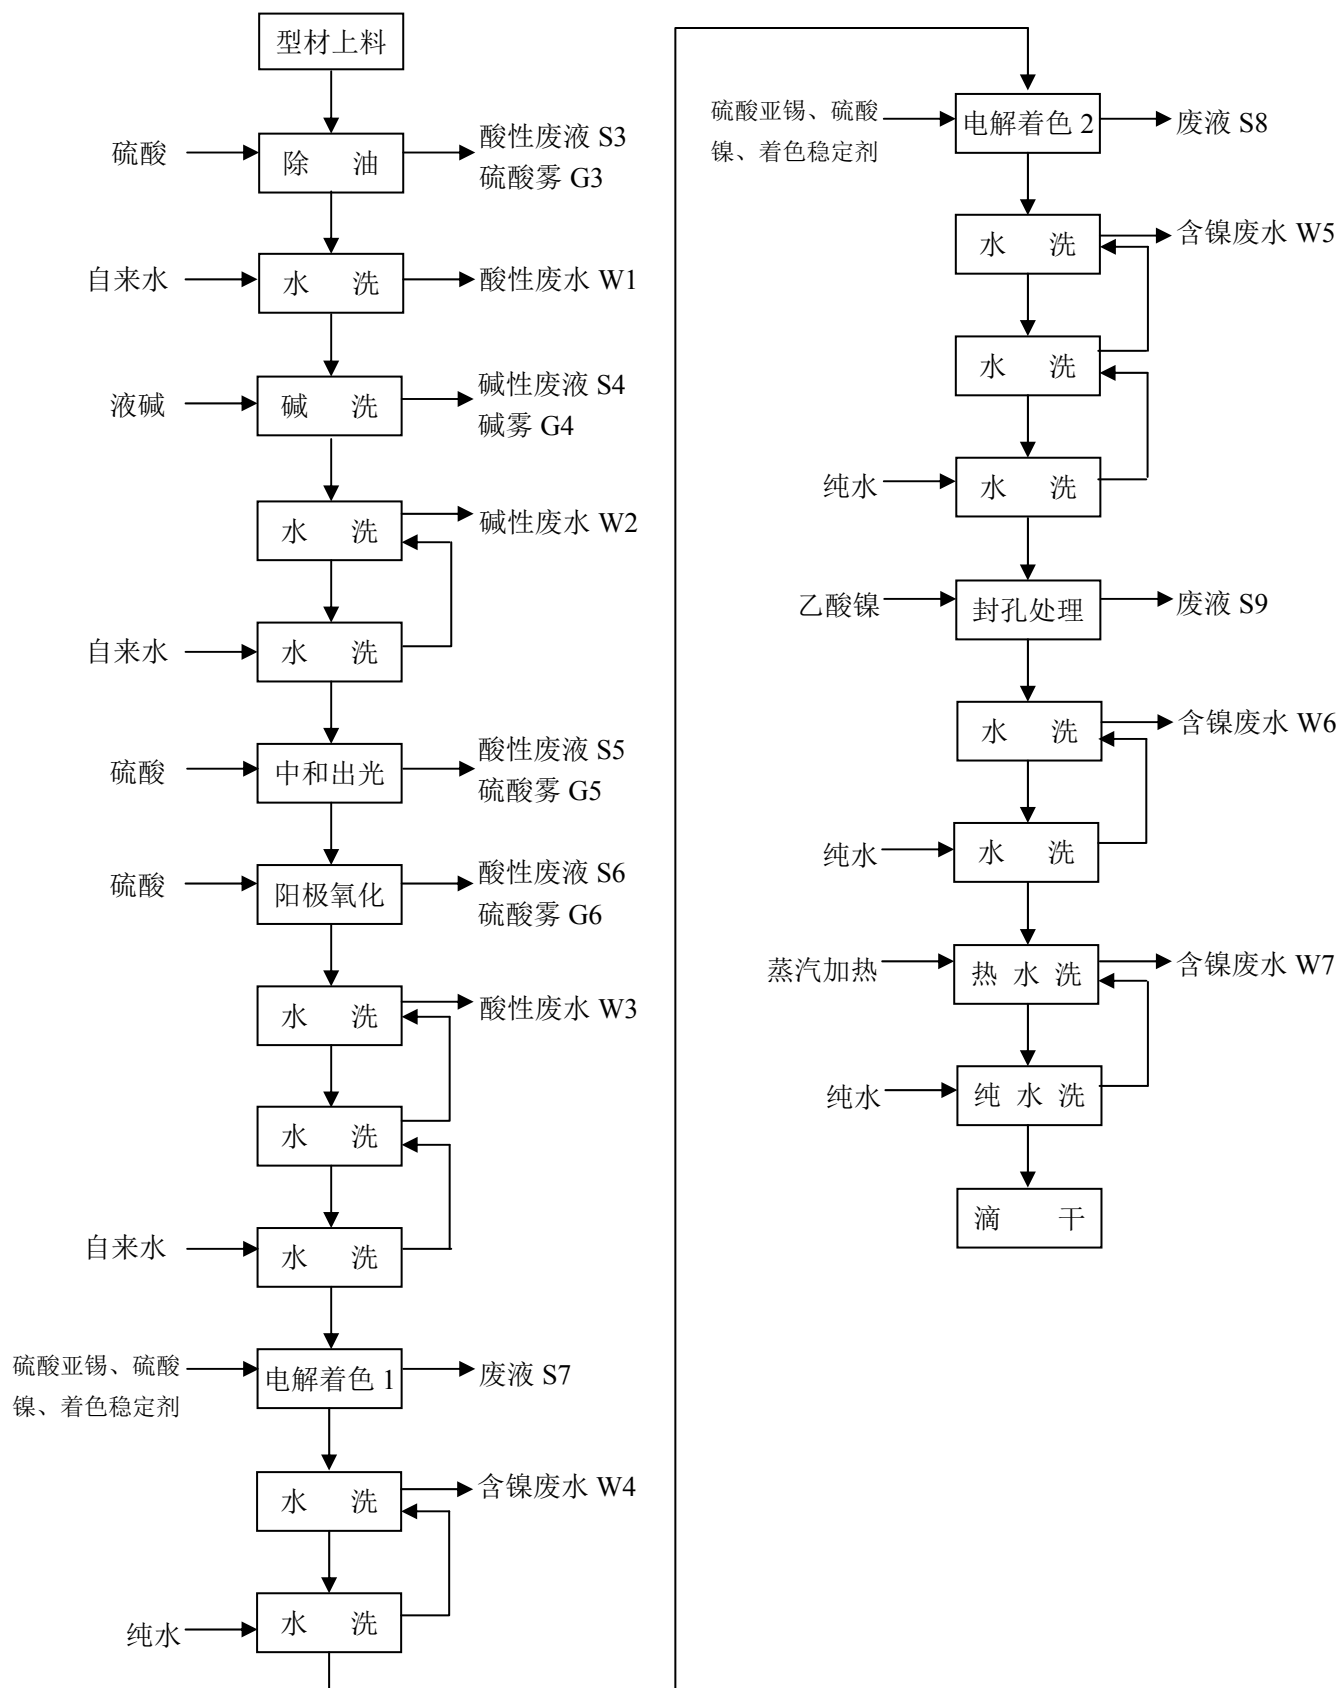 型材上料
硫酸
除 油
酸性废液 S3
硫酸雾 G3
自来水
水 洗
酸性废水 W1
液碱
碱 洗
碱性废液 S4
碱雾 G4
水 洗
碱性废水 W2
自来水
水 洗
硫酸
中和出光
酸性废液 S5
硫酸雾 G5
硫酸
阳极氧化
酸性废液 S6
硫酸雾 G6
水 洗
酸性废水 W3
水 洗
自来水
水 洗
硫酸亚锡、硫酸
镍、着色稳定剂
电解着色 1
废液 S7
水 洗
含镍废水 W4
纯水
水 洗
硫酸亚锡、硫酸
镍、着色稳定剂
电解着色 2
废液 S8
水 洗
含镍废水 W5
水 洗
纯水
水 洗
乙酸镍
封孔处理
废液 S9
水 洗
含镍废水 W6
纯水
水 洗
蒸汽加热
热 水 洗
含镍废水 W7
纯水
纯 水 洗
滴 干